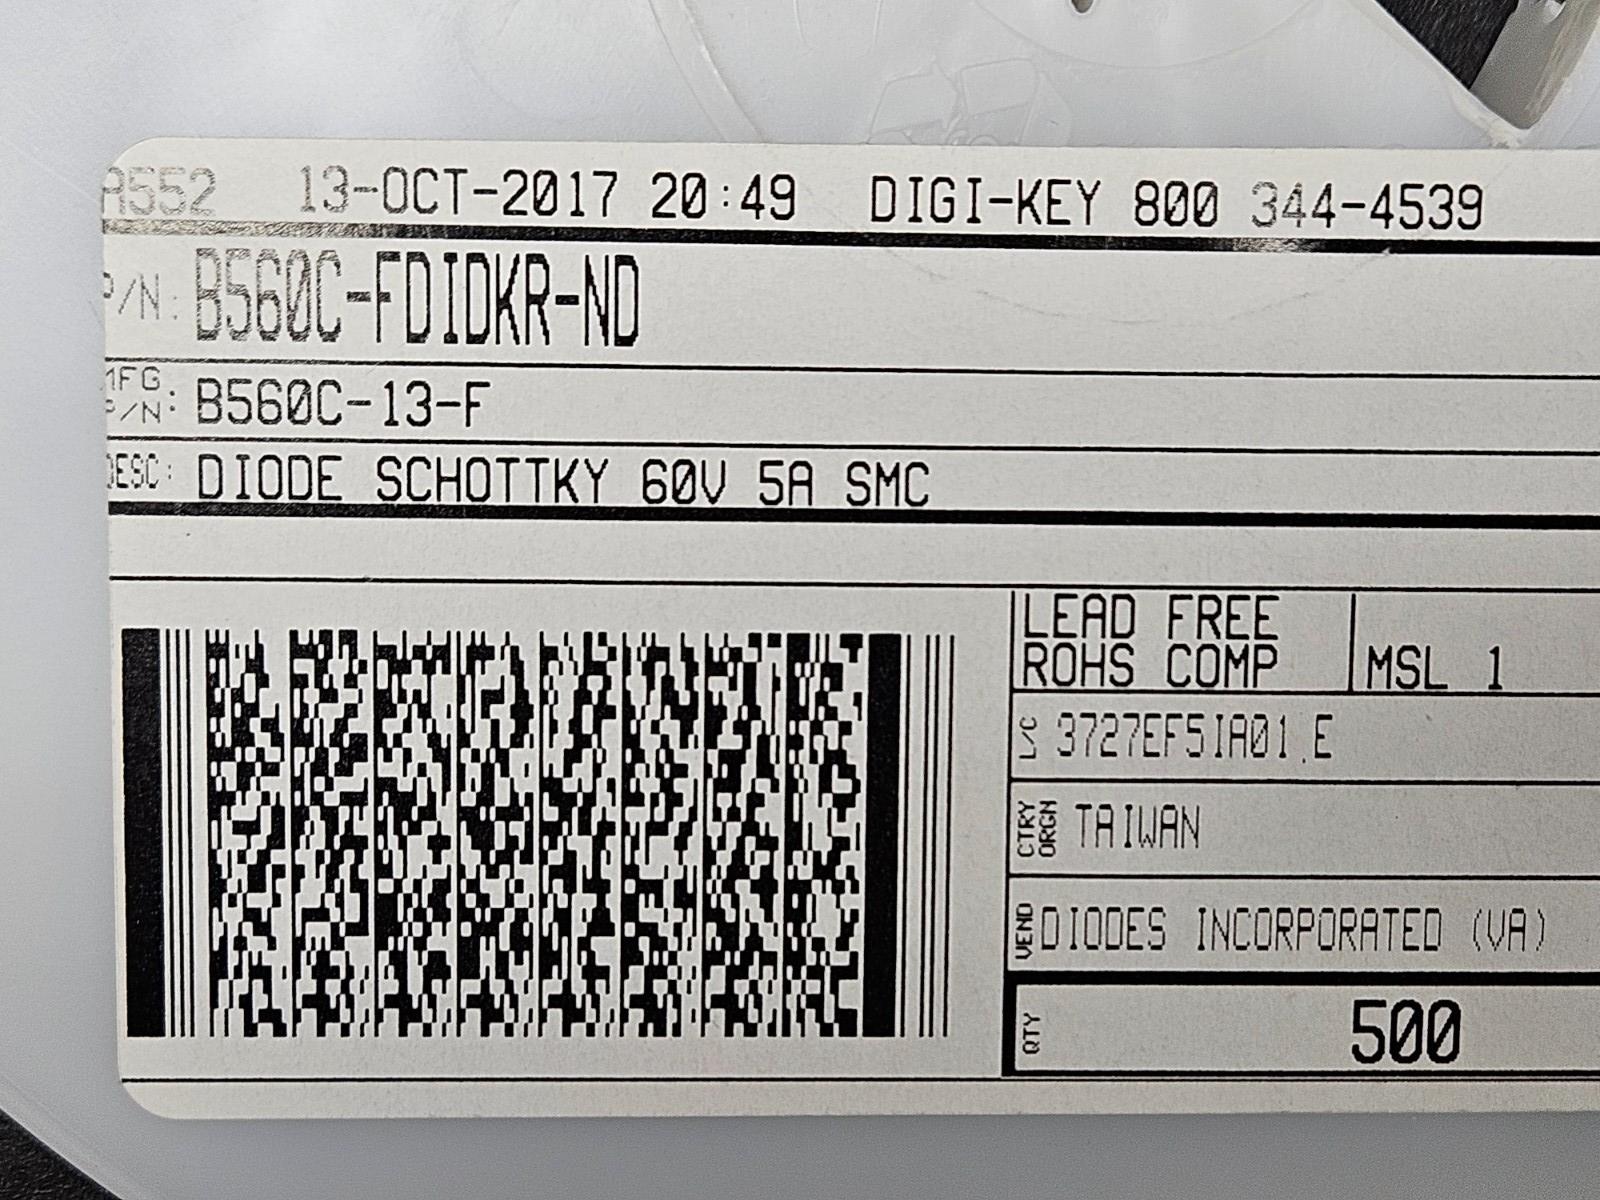 A552 13-OCT-2017 20:49 DIGI-KEY 800 344-4539
P/N: B560C-FDIDKR-ND
MFG P/N: B560C-13-F
DESC: DIODE SCHOTTKY 60V 5A SMC
LEAD FREE
ROHS COMP
MSL 1
L/C 3727EF5IA01.E
CTRY ORGN TAIWAN
VEND DIODES INCORPORATED (VA)
QTY 500